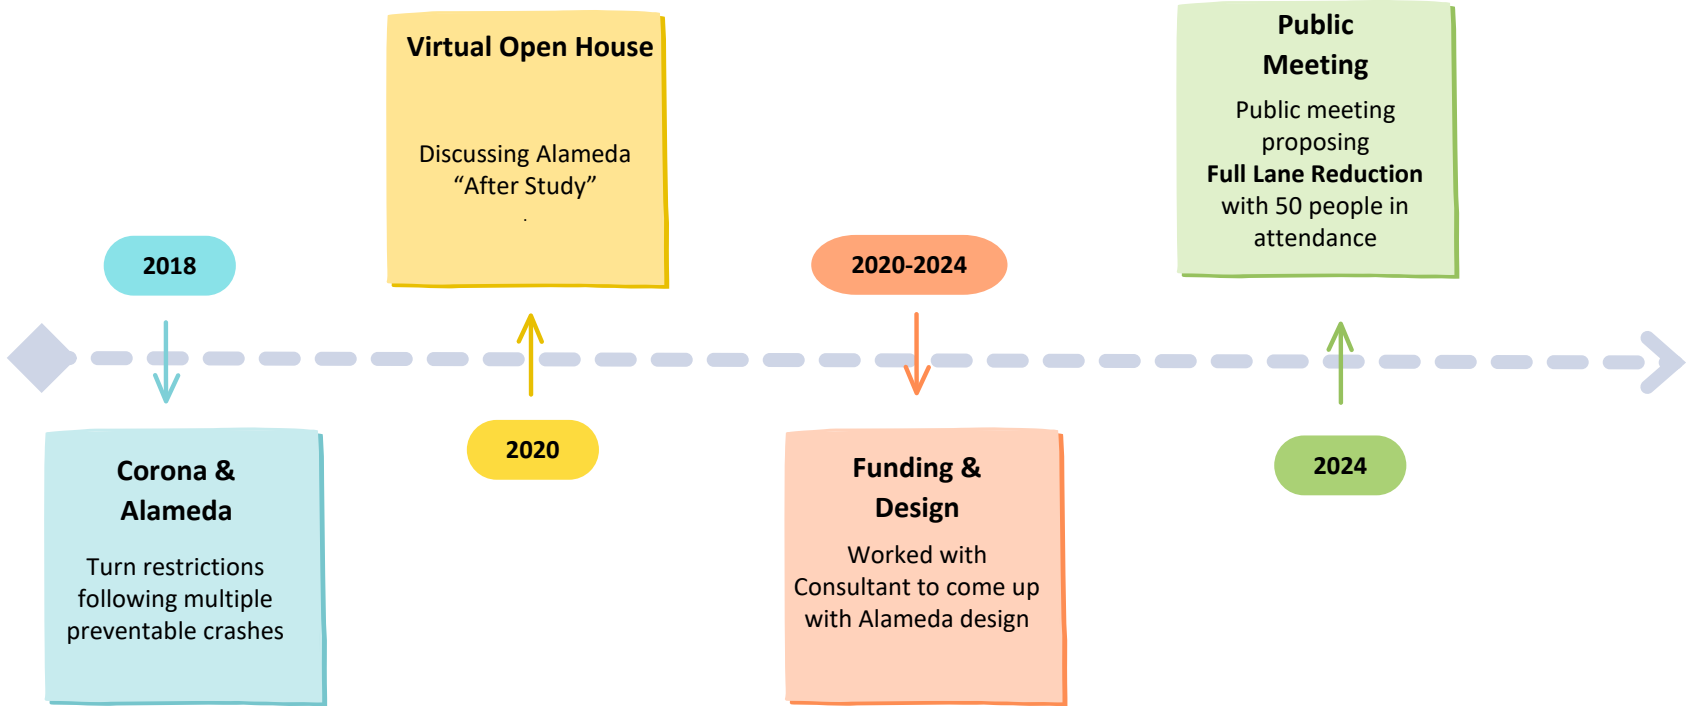 2018
Corona &
Alameda
Turn restrictions
following multiple
preventable crashes
Virtual Open House
Discussing Alameda
“After Study”
.
2020
2020-2024
Funding &
Design
Worked with
Consultant to come up
with Alameda design
Public
Meeting
Public meeting
proposing
Full Lane Reduction
with 50 people in
attendance
2024